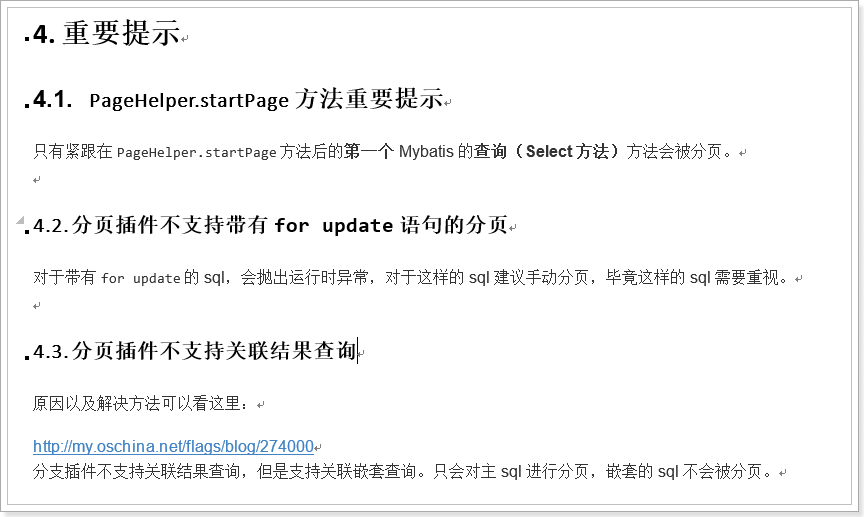 4. 重要提示
4.1. PageHelper.startPage 方法重要提示
只有紧跟在 PageHelper.startPage 方法后的第一个 Mybatis 的查询（Select 方法）方法会被分页。
4.2. 分页插件不支持带有 for update 语句的分页
对于带有 for update 的 sql，会抛出运行时异常，对于这样的 sql 建议手动分页，毕竟这样的 sql 需要重视。
4.3. 分页插件不支持关联结果查询
原因以及解决方法可以看这里：
http://my.oschina.net/flags/blog/274000
分支插件不支持关联结果查询，但是支持关联嵌套查询。只会对主 sql 进行分页，嵌套的 sql 不会被分页。